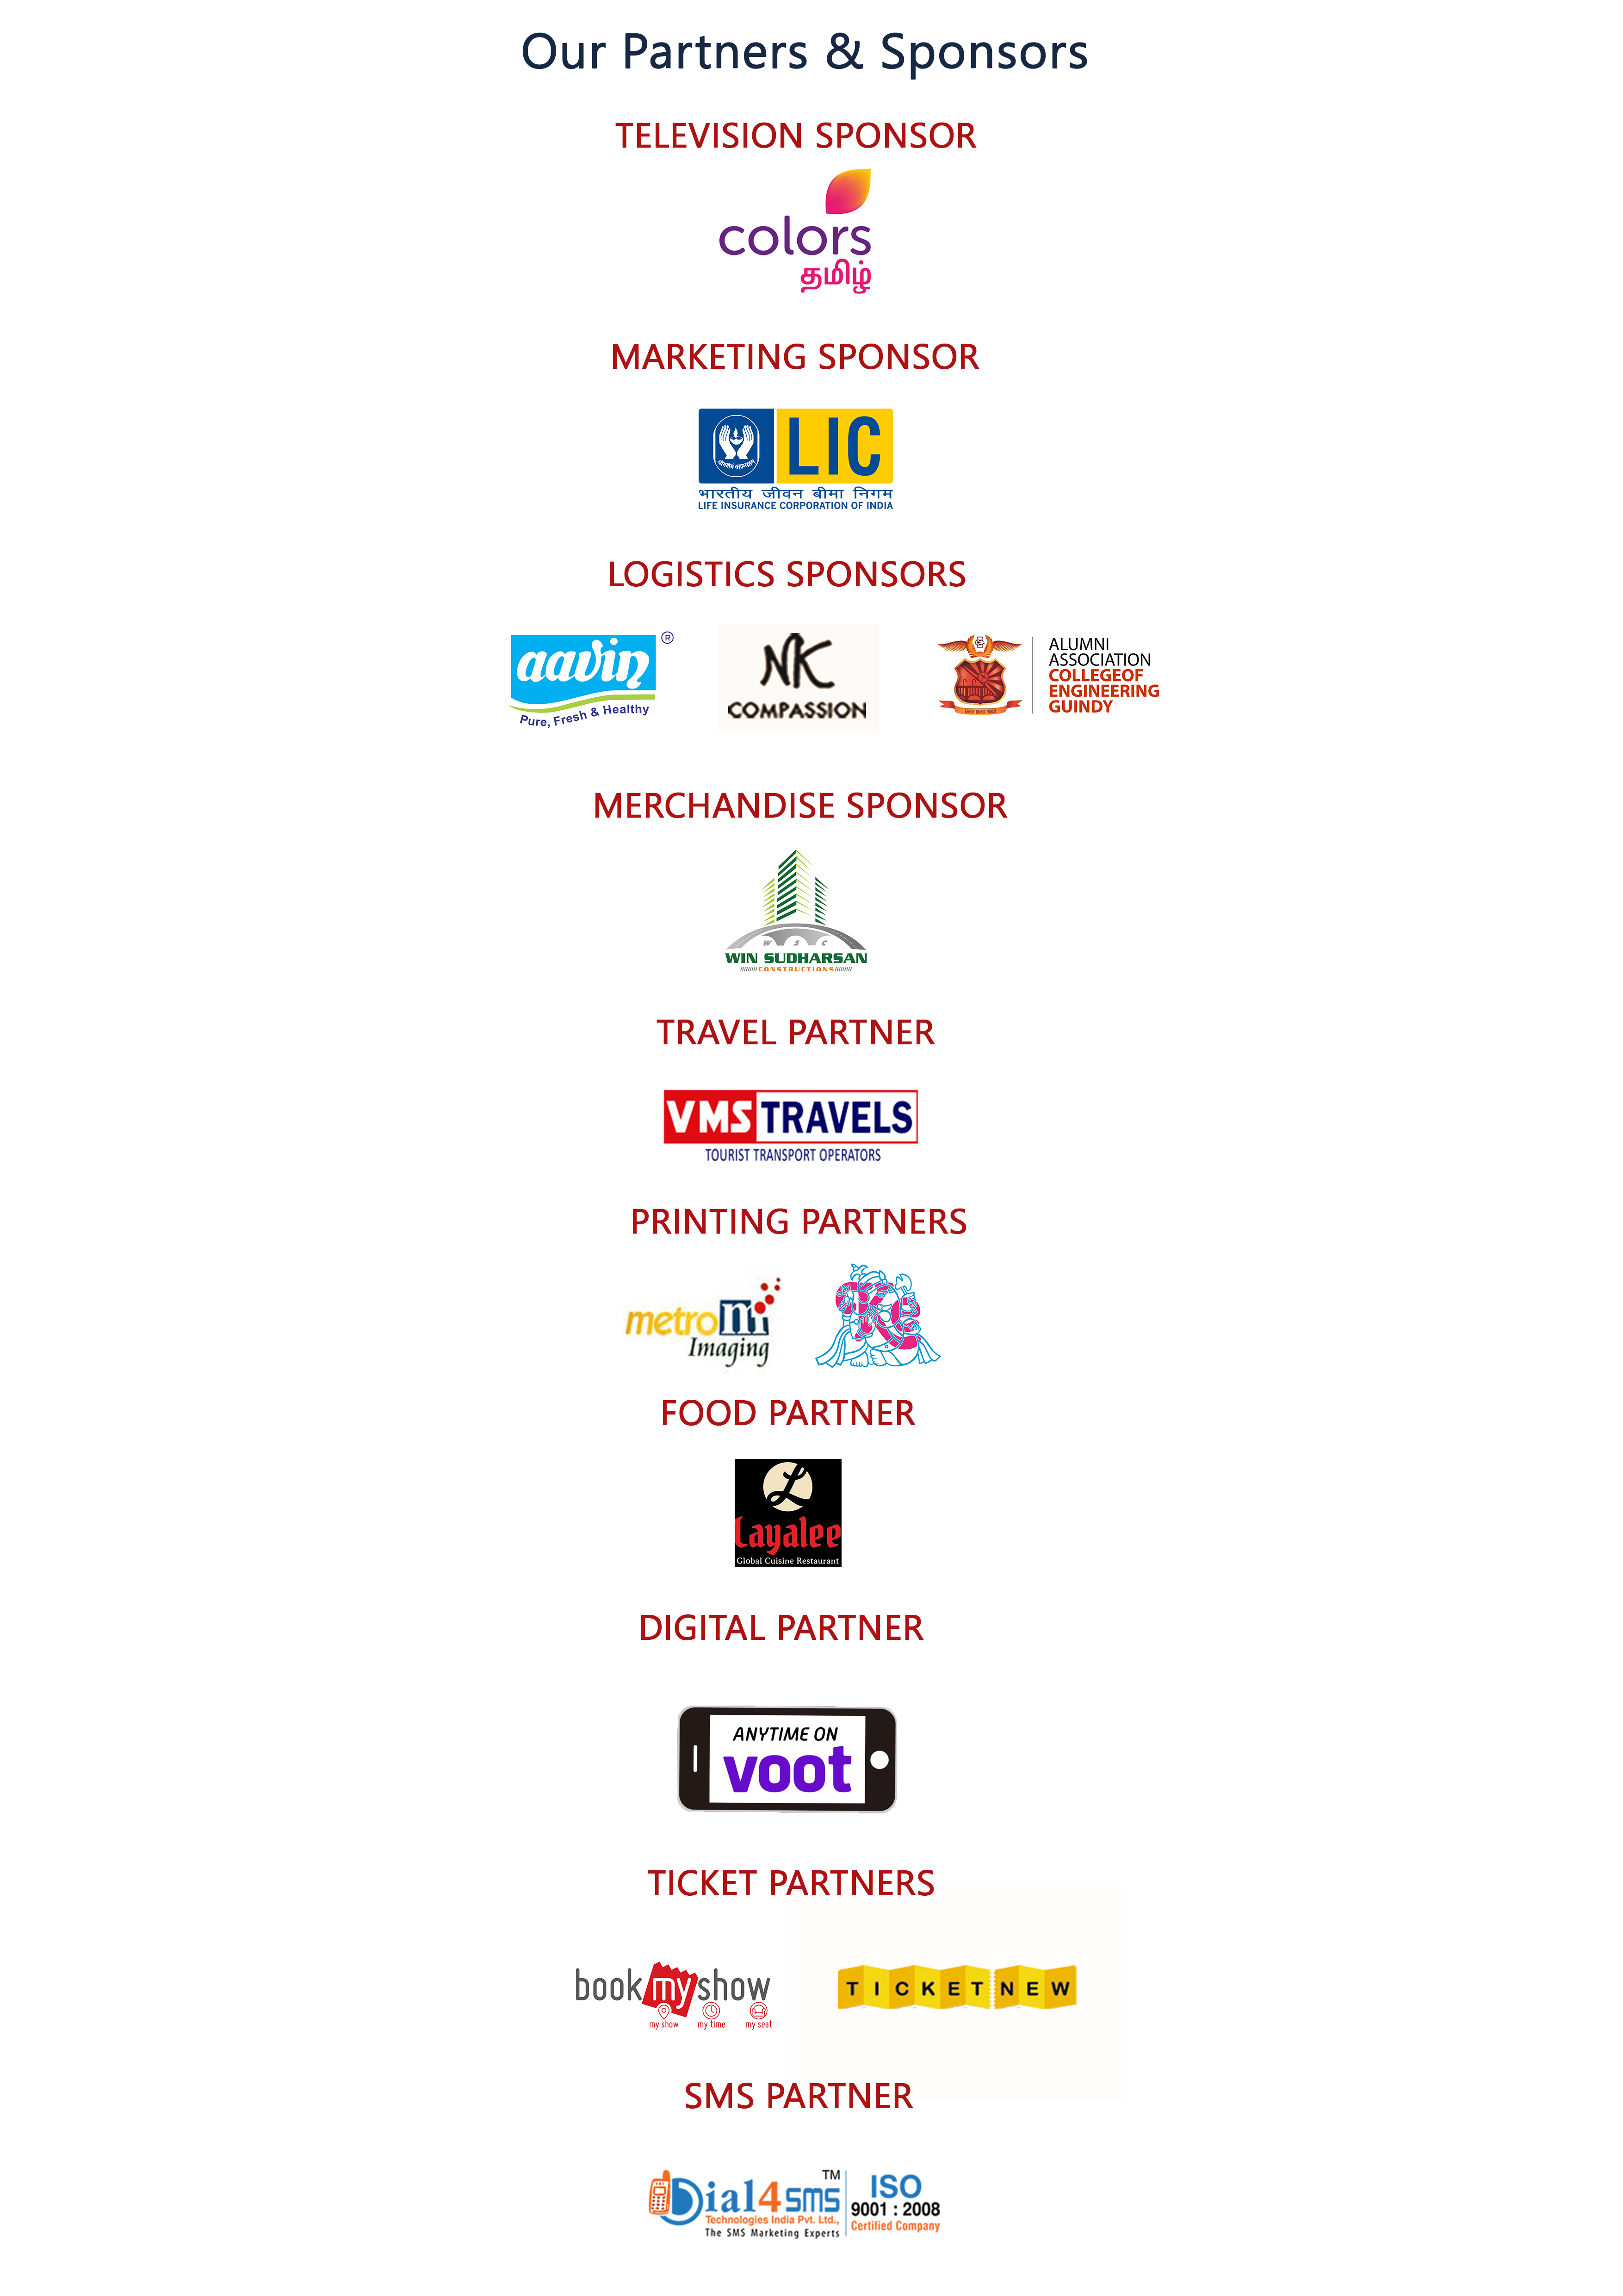 Our Partners & Sponsors
TELEVISION SPONSOR
colors
தமிழ்
MARKETING SPONSOR
LIC
भारतीय जीवन बीमा निगम
LIFE INSURANCE CORPORATION OF INDIA
LOGISTICS SPONSORS
aavin ®
Pure, Fresh & Healthy
NK
COMPASSION
ALUMNI
ASSOCIATION
COLLEGEOF
ENGINEERING
GUINDY
MERCHANDISE SPONSOR
W S C
WIN SUDHARSAN
CONSTRUCTIONS
TRAVEL PARTNER
VMS TRAVELS
TOURIST TRANSPORT OPERATORS
PRINTING PARTNERS
metro mi
Imaging
FOOD PARTNER
L
Layalee
Global Cuisine Restaurant
DIGITAL PARTNER
ANYTIME ON
voot
TICKET PARTNERS
bookmyshow
my show my time my seat
TICKETNEW
SMS PARTNER
Dial4sms TM
Technologies India Pvt. Ltd.,
The SMS Marketing Experts
ISO
9001 : 2008
Certified Company